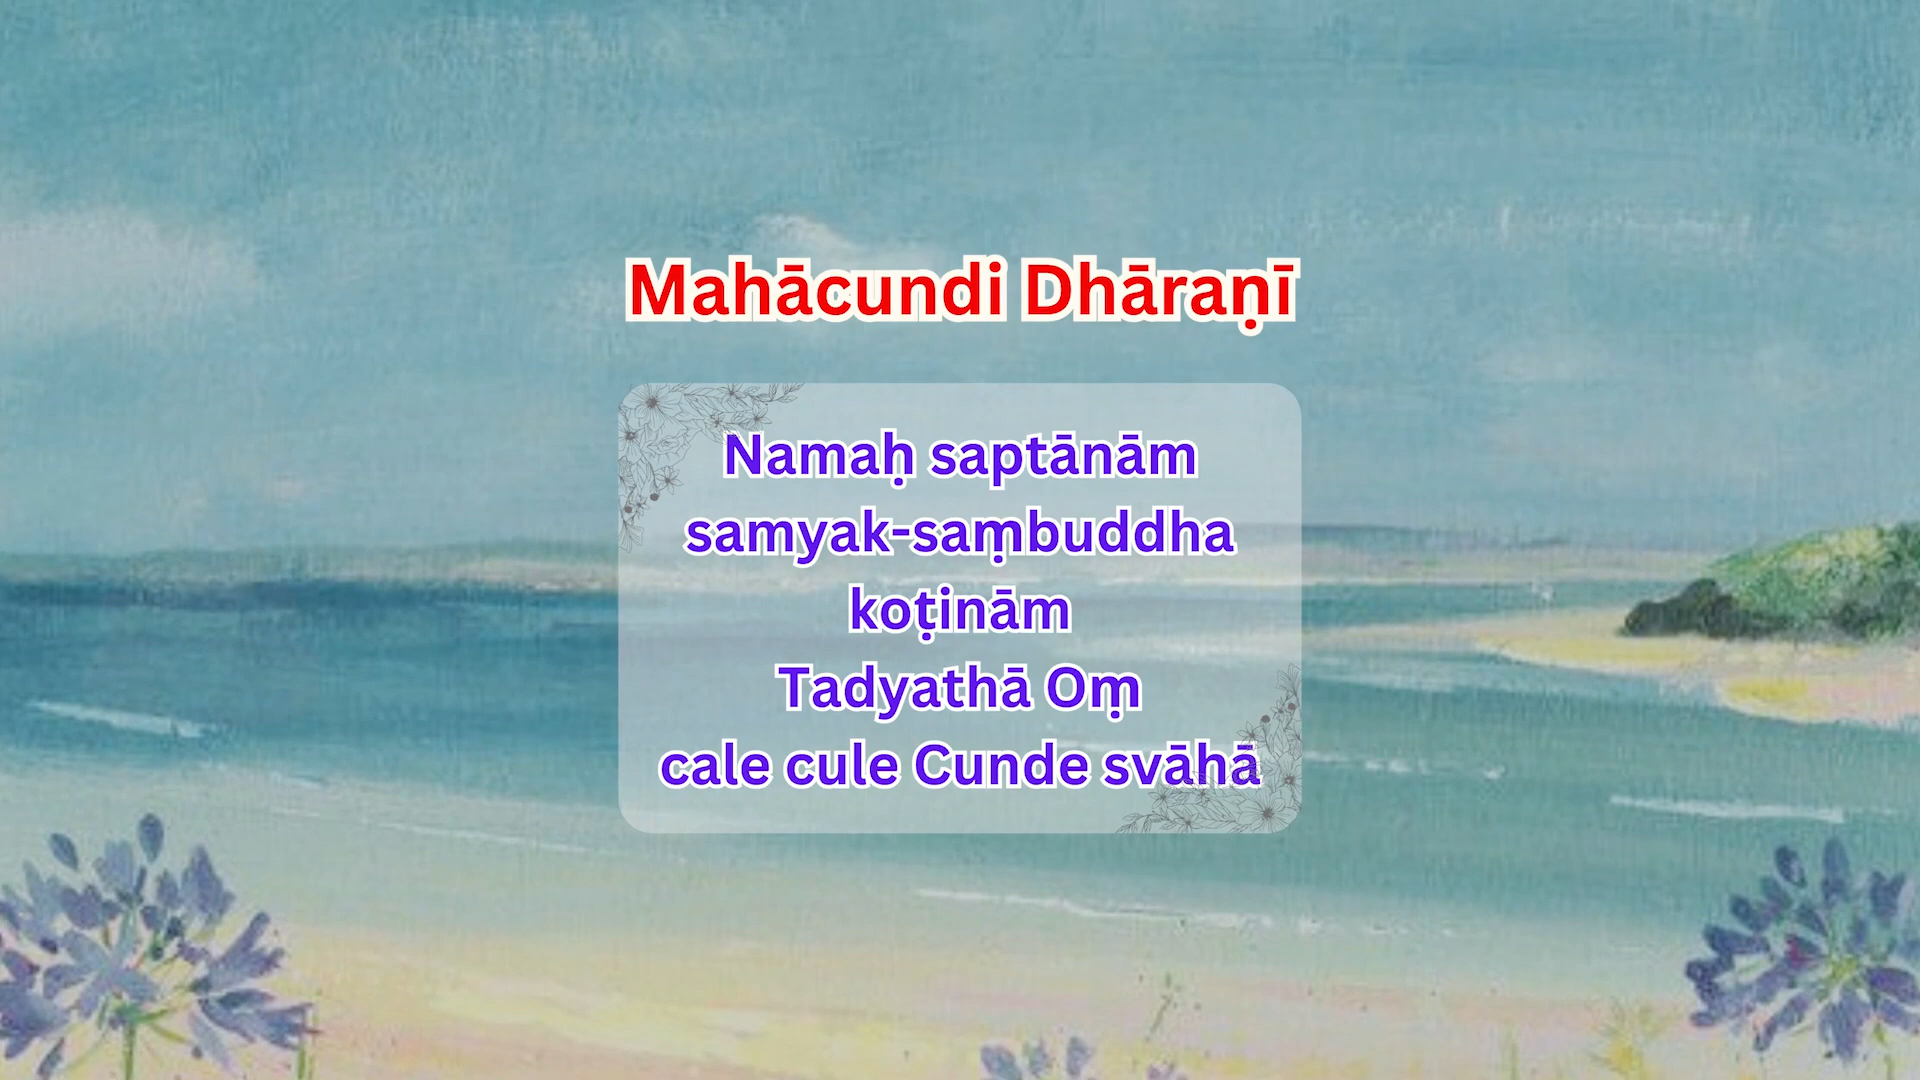 Mahācundi Dhāraṇī
Namaḥ saptānām
samyak-saṃbuddha
koṭinām
Tadyathā Oṃ
cale cule Cunde svāhā